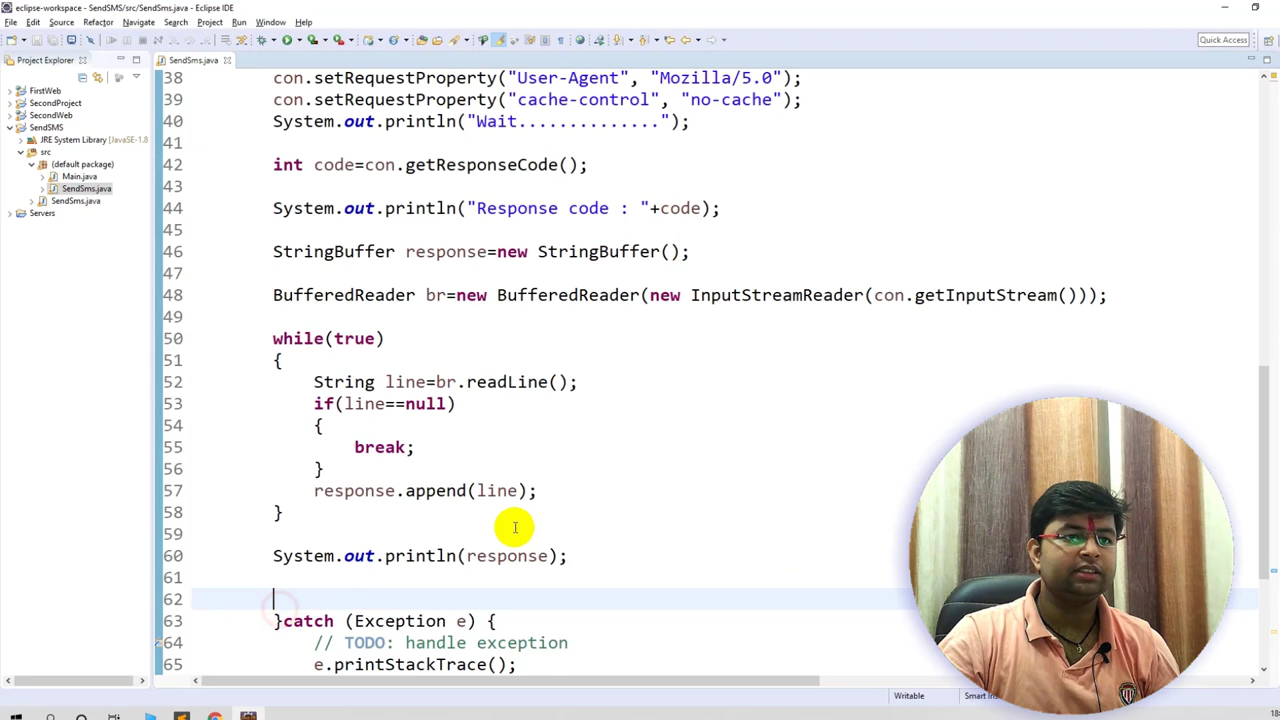 eclipse-workspace - SendSMS/src/SendSms.java - Eclipse IDE
File Edit Source Refactor Navigate Search Project Run Window Help
Quick Access
Project Explorer
SendSms.java
FirstWeb
SecondProject
SecondWeb
SendSMS
JRE System Library [JavaSE-1.8
src
(default package)
Main.java
SendSms.java
SendSms.java
Servers
38 con.setRequestProperty("User-Agent", "Mozilla/5.0");
39 con.setRequestProperty("cache-control", "no-cache");
40 System.out.println("Wait..............");
41
42 int code=con.getResponseCode();
43
44 System.out.println("Response code : "+code);
45
46 StringBuffer response=new StringBuffer();
47
48 BufferedReader br=new BufferedReader(new InputStreamReader(con.getInputStream()));
49
50 while(true)
51 {
52 String line=br.readLine();
53 if(line==null)
54 {
55 break;
56 }
57 response.append(line);
58 }
59
60 System.out.println(response);
61
62
63 }catch (Exception e) {
64 // TODO: handle exception
65 e.printStackTrace();
Writable
Smart Ins